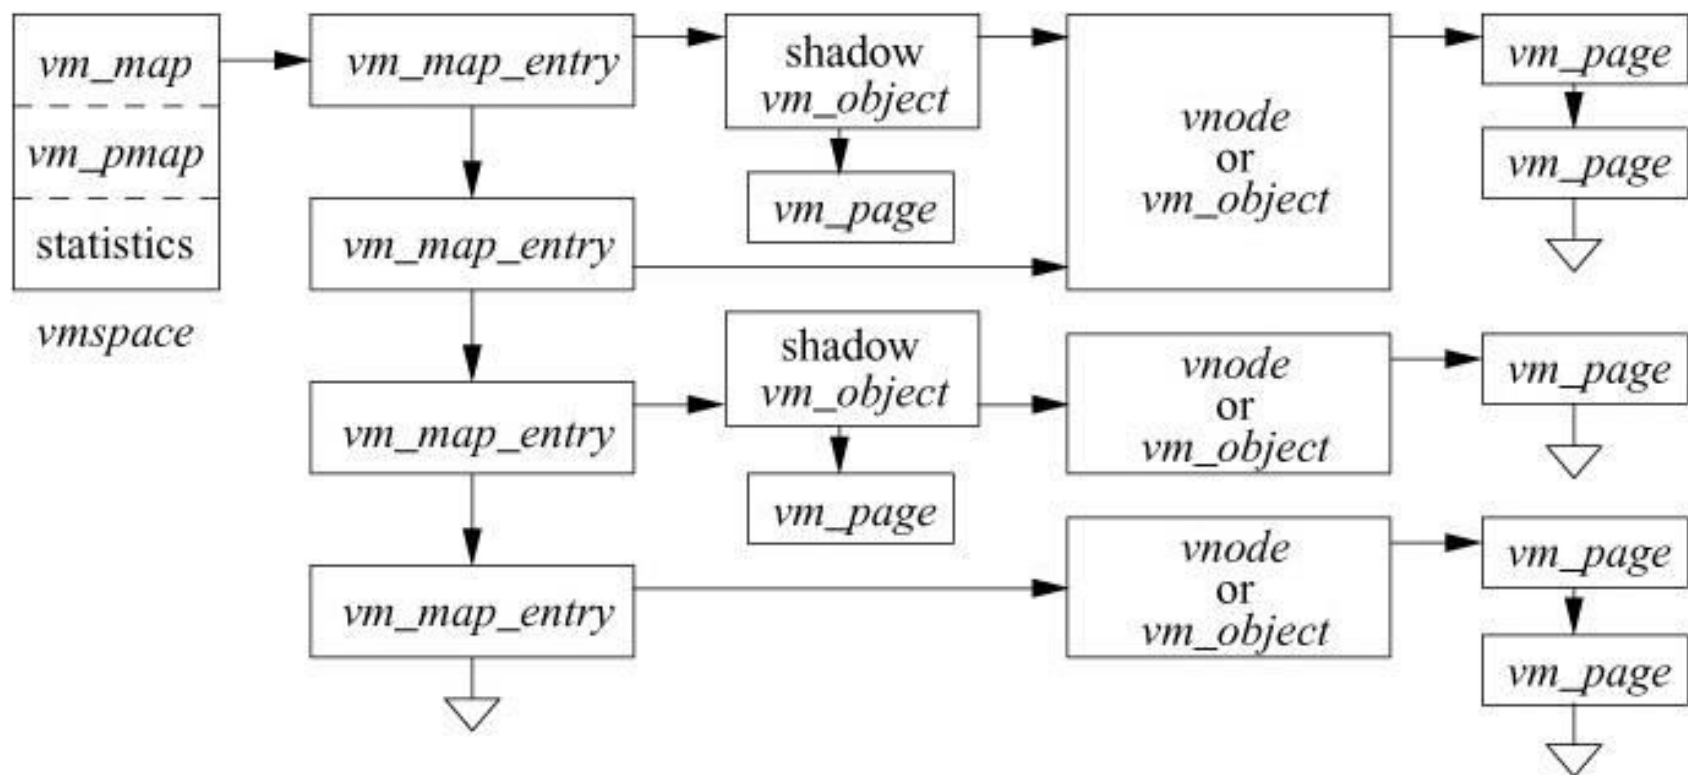 vm_map
vm_pmap
statistics
vmspace
vm_map_entry
vm_map_entry
vm_map_entry
vm_map_entry
shadow
vm_object
vm_page
shadow
vm_object
vm_page
vnode
or
vm_object
vnode
or
vm_object
vnode
or
vm_object
vm_page
vm_page
vm_page
vm_page
vm_page